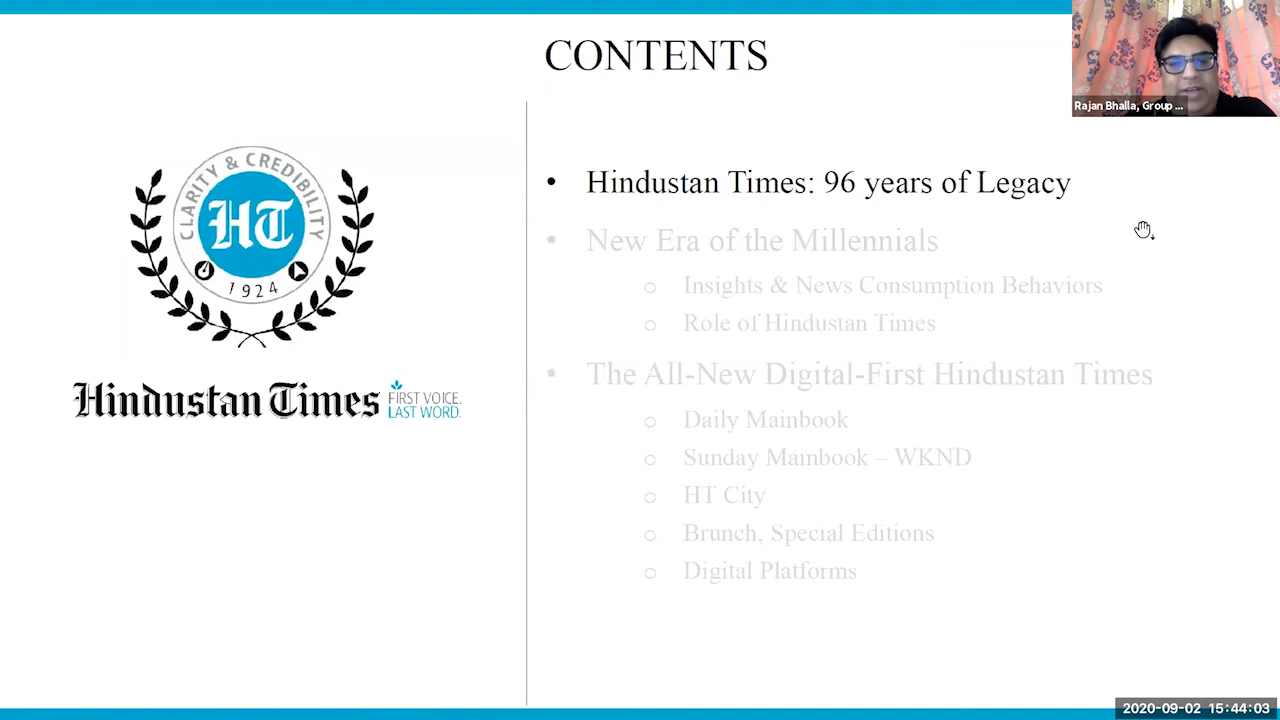 CONTENTS
Rajan Bhalla, Group ...
CLARITY & CREDIBILITY
HT
1924
Hindustan Times
FIRST VOICE.
LAST WORD.
• Hindustan Times: 96 years of Legacy
• New Era of the Millennials
o Insights & News Consumption Behaviors
o Role of Hindustan Times
• The All-New Digital-First Hindustan Times
o Daily Mainbook
o Sunday Mainbook – WKND
o HT City
o Brunch, Special Editions
o Digital Platforms
2020-09-02 15:44:03